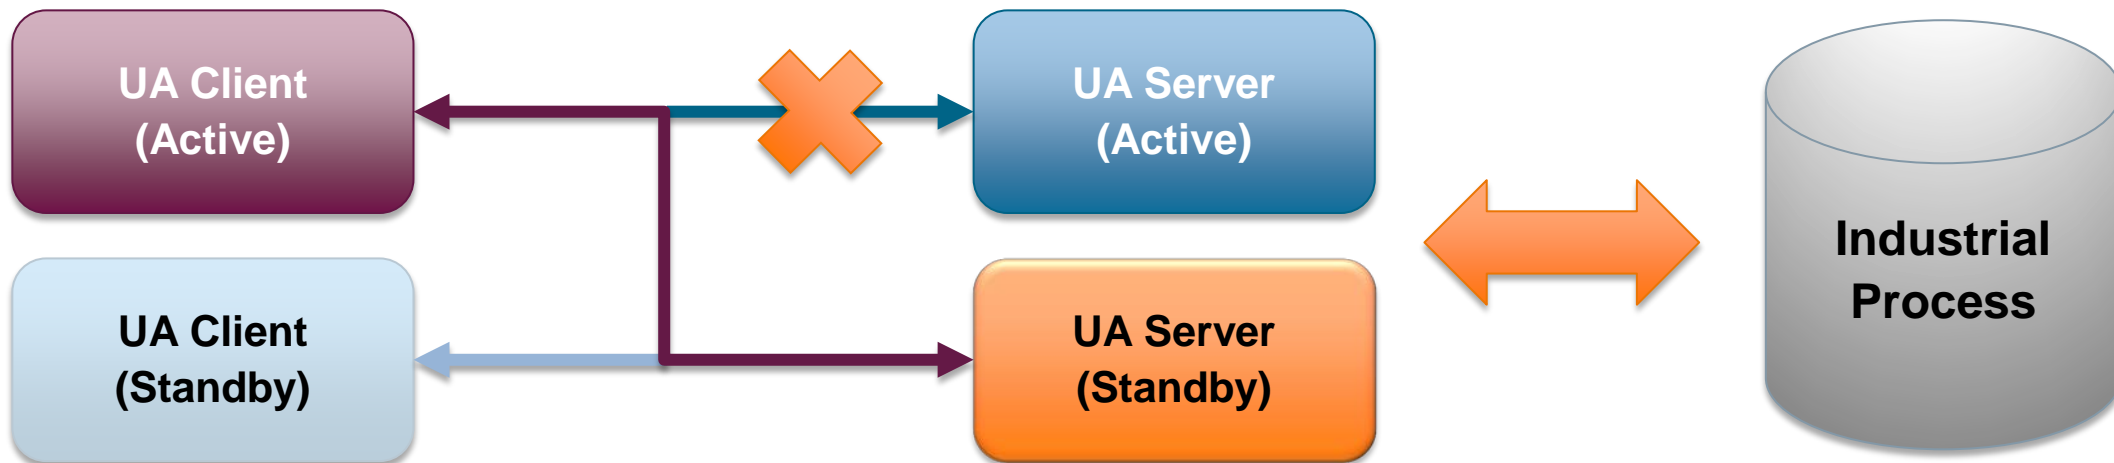 UA Client
(Active)
UA Server
(Active)
UA Client
(Standby)
UA Server
(Standby)
Industrial
Process